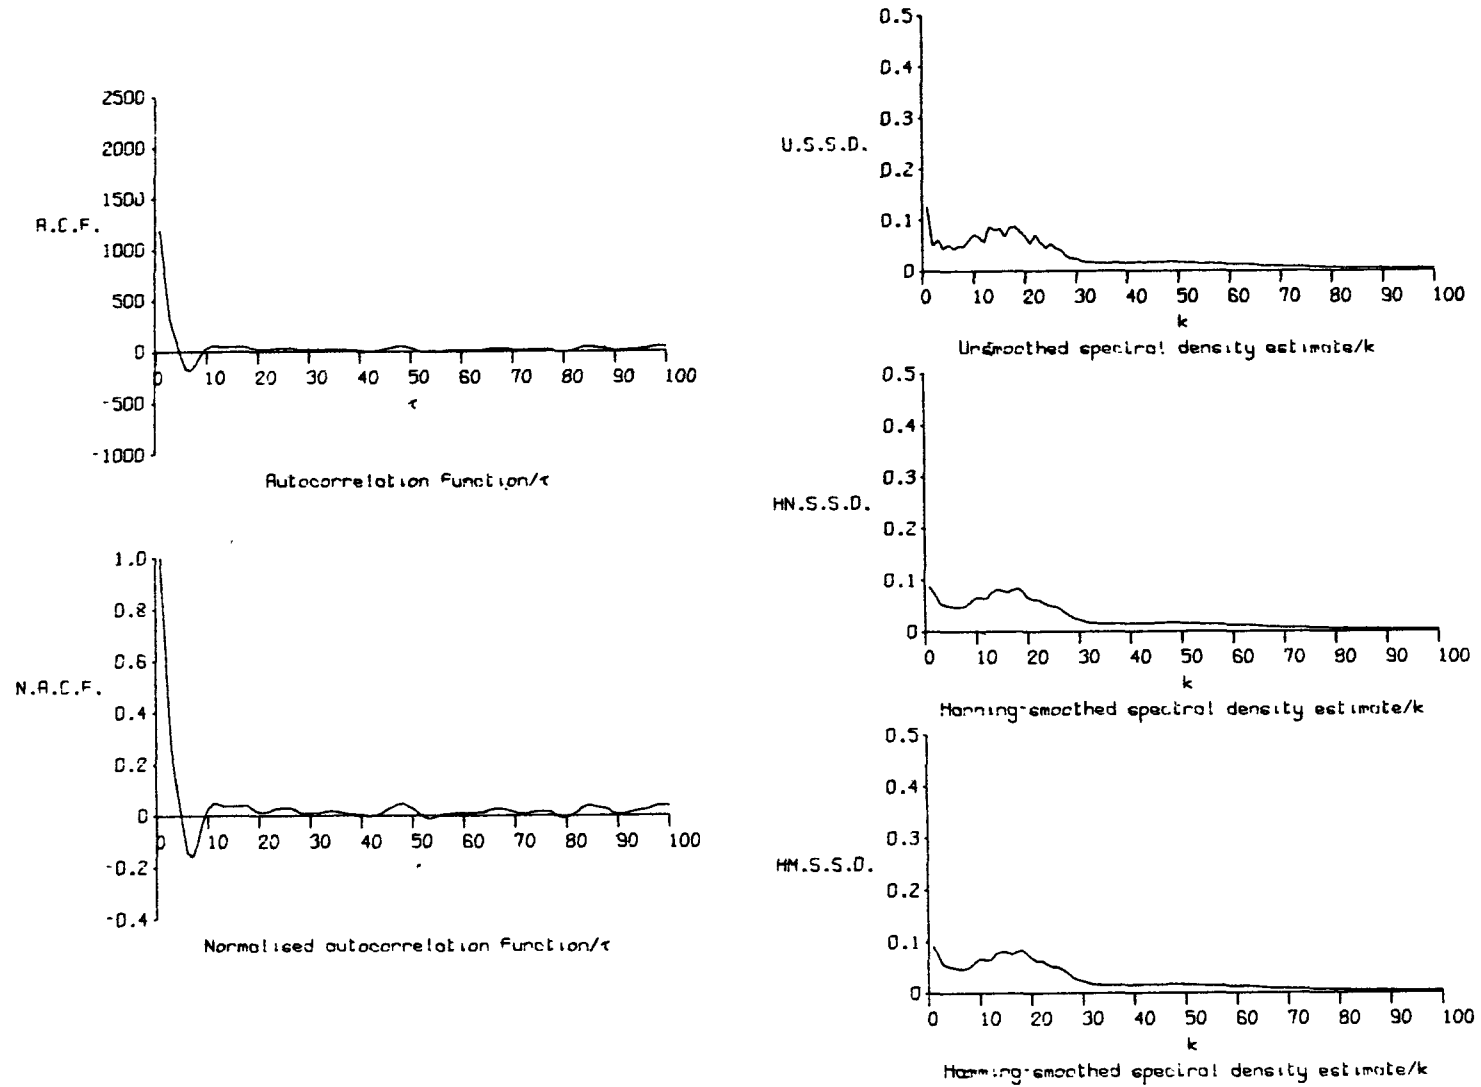 2500
2000
1500
A.C.F.
1000
500
0
0 10 20 30 40 50 60 70 80 90 100
τ
-500
-1000
Autocorrelation Function/τ
1.0
0.8
0.6
N.A.C.F.
0.4
0.2
0
0 10 20 30 40 50 60 70 80 90 100
-0.2
-0.4
Normalised autocorrelation Function/τ
0.5
0.4
0.3
U.S.S.D.
0.2
0.1
0
0 10 20 30 40 50 60 70 80 90 100
k
Unsmoothed spectral density estimate/k
0.5
0.4
0.3
HN.S.S.D.
0.2
0.1
0
0 10 20 30 40 50 60 70 80 90 100
k
Hanning-smoothed spectral density estimate/k
0.5
0.4
0.3
HM.S.S.D.
0.2
0.1
0
0 10 20 30 40 50 60 70 80 90 100
k
Hamming-smoothed spectral density estimate/k